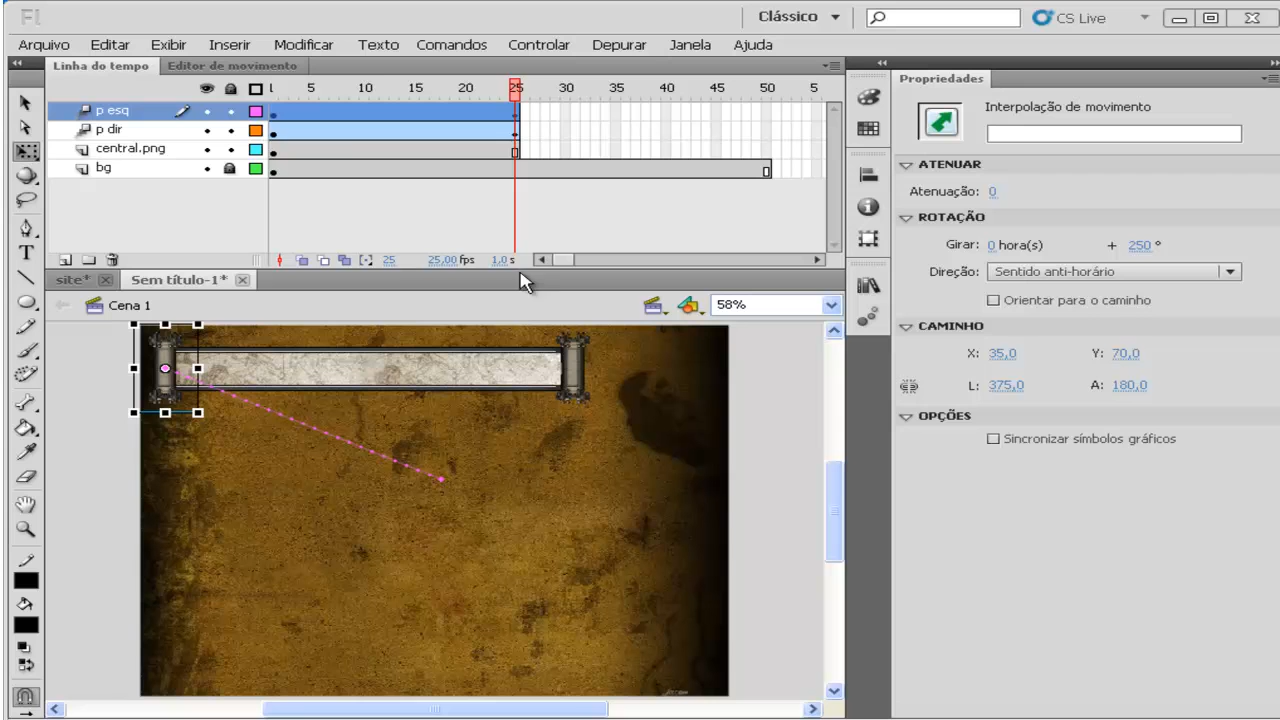 Fl Clássico CS Live
Arquivo Editar Exibir Inserir Modificar Texto Comandos Controlar Depurar Janela Ajuda
Linha do tempo Editor de movimento
Propriedades
5 10 15 20 25 30 35 40 45 50 5
Interpolação de movimento
p esq
p dir
central.png
bg
ATENUAR
Atenuação: 0
ROTAÇÃO
Girar: 0 hora(s) + 250 °
Direção: Sentido anti-horário
Orientar para o caminho
25 25,00 fps 1,0 s
site* Sem título-1*
Cena 1 58%
CAMINHO
X: 35,0 Y: 70,0
L: 375,0 A: 180,0
OPÇÕES
Sincronizar símbolos gráficos
T